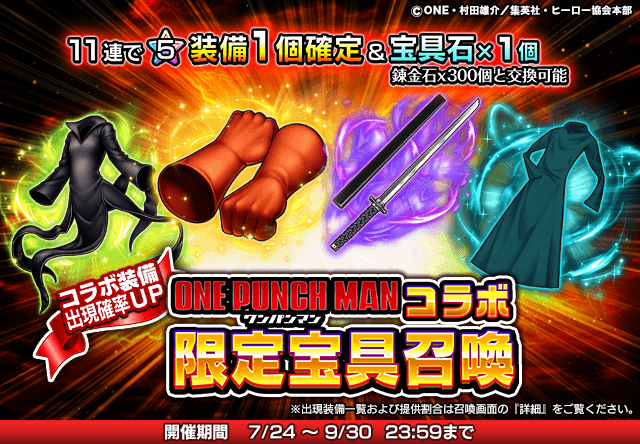 ©ONE・村田雄介／集英社・ヒーロー協会本部
11連で 5 装備1個確定 & 宝具石×1個
錬金石x300個と交換可能
コラボ装備
出現確率UP
ONE PUNCH MAN コラボ
ワンパンマン
限定宝具召喚
※出現装備一覧および提供割合は召喚画面の『詳細』をご覧ください。
開催期間 7/24 ～ 9/30 23:59まで